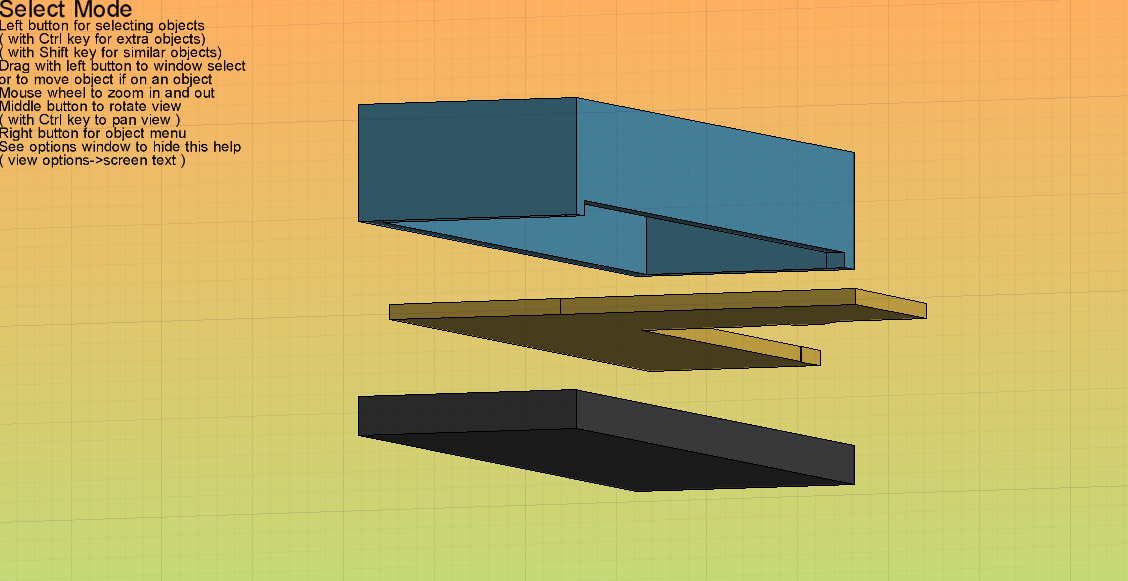 Select Mode
Left button for selecting objects
( with Ctrl key for extra objects)
( with Shift key for similar objects)
Drag with left button to window select
or to move object if on an object
Mouse wheel to zoom in and out
Middle button to rotate view
( with Ctrl key to pan view )
Right button for object menu
See options window to hide this help
( view options->screen text )